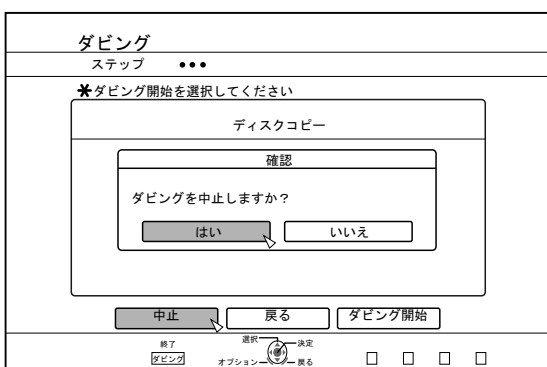 ダビング
ステップ •••
✱ダビング開始を選択してください
ディスクコピー
確認
ダビングを中止しますか？
はい いいえ
中止 戻る ダビング開始
終了 選択 決定
ダビング オプション 戻る